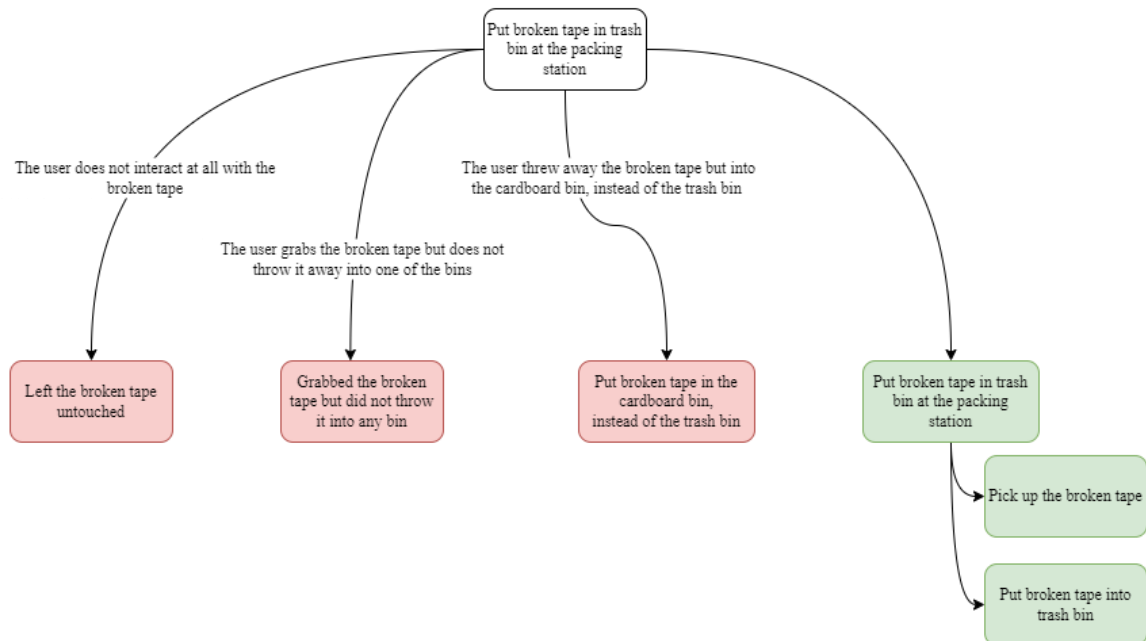 Put broken tape in trash
bin at the packing
station
The user does not interact at all with the
broken tape
The user threw away the broken tape but into
the cardboard bin, instead of the trash bin
The user grabs the broken tape but does not
throw it away into one of the bins
Left the broken tape
untouched
Grabbed the broken
tape but did not throw
it into any bin
Put broken tape in the
cardboard bin,
instead of the trash bin
Put broken tape in trash
bin at the packing
station
Pick up the broken tape
Put broken tape into
trash bin